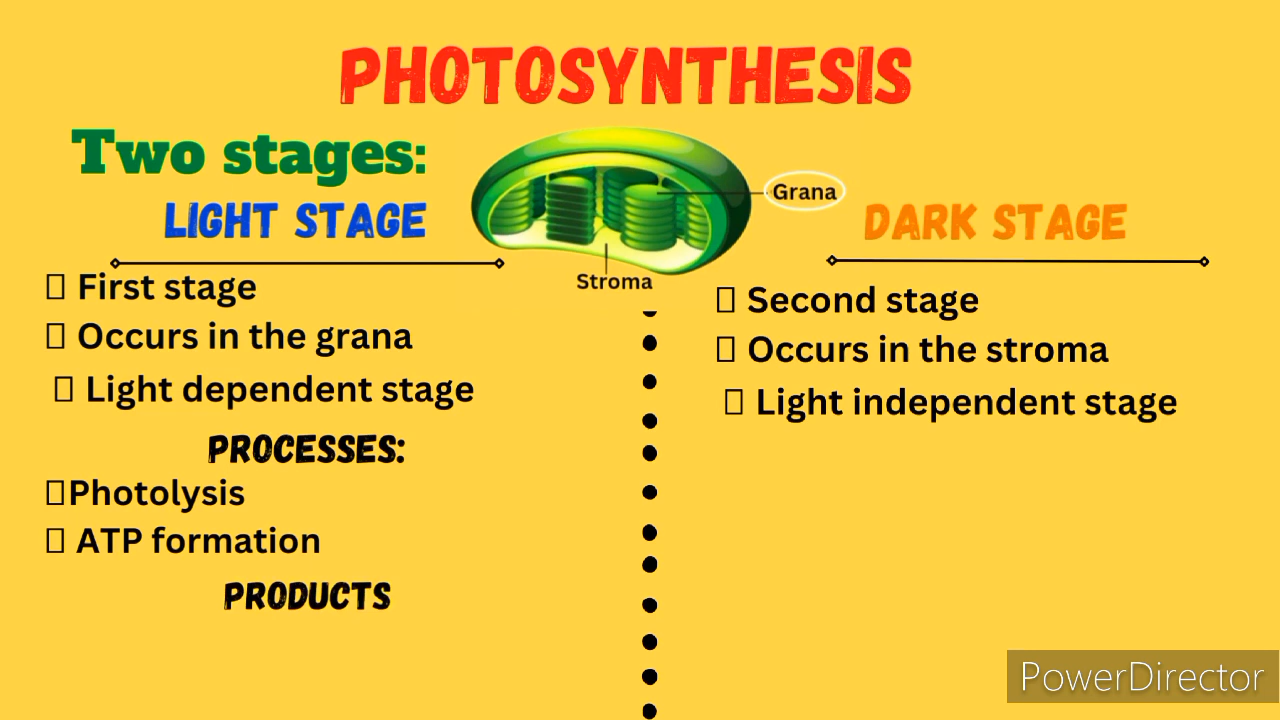 PHOTOSYNTHESIS
Two stages:
LIGHT STAGE
Grana
Stroma
DARK STAGE
First stage
Occurs in the grana
Light dependent stage
PROCESSES:
Photolysis
ATP formation
PRODUCTS
Second stage
Occurs in the stroma
Light independent stage
PowerDirector